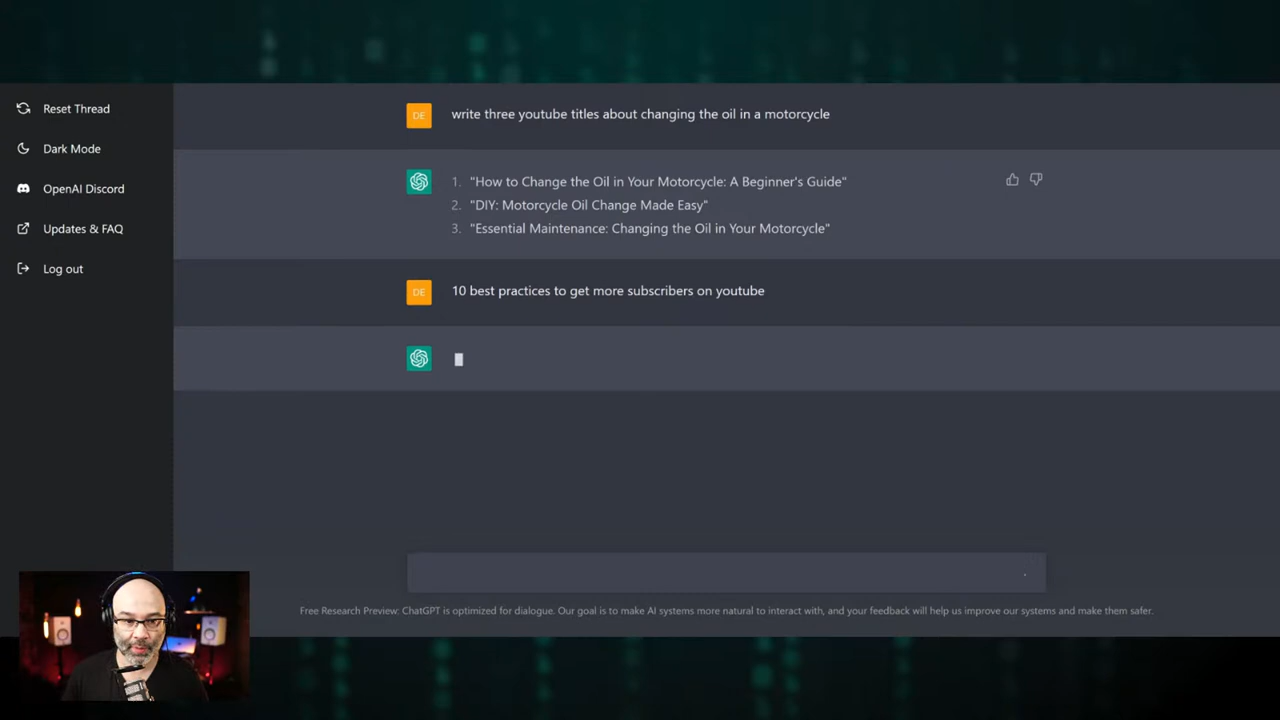 Reset Thread
Dark Mode
OpenAI Discord
Updates & FAQ
Log out
DE
write three youtube titles about changing the oil in a motorcycle
1. "How to Change the Oil in Your Motorcycle: A Beginner's Guide"
2. "DIY: Motorcycle Oil Change Made Easy"
3. "Essential Maintenance: Changing the Oil in Your Motorcycle"
DE
10 best practices to get more subscribers on youtube
Free Research Preview: ChatGPT is optimized for dialogue. Our goal is to make AI systems more natural to interact with, and your feedback will help us improve our systems and make them safer.